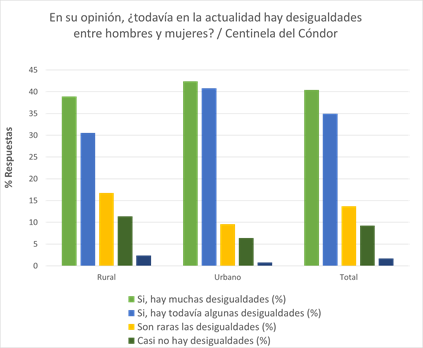 En su opinión, ¿todavía en la actualidad hay desigualdades
entre hombres y mujeres? / Centinela del Cóndor
% Respuestas
45
40
35
30
25
20
15
10
5
0
Rural
Urbano
Total
Si, hay muchas desigualdades (%)
Si, hay todavía algunas desigualdades (%)
Son raras las desigualdades (%)
Casi no hay desigualdades (%)